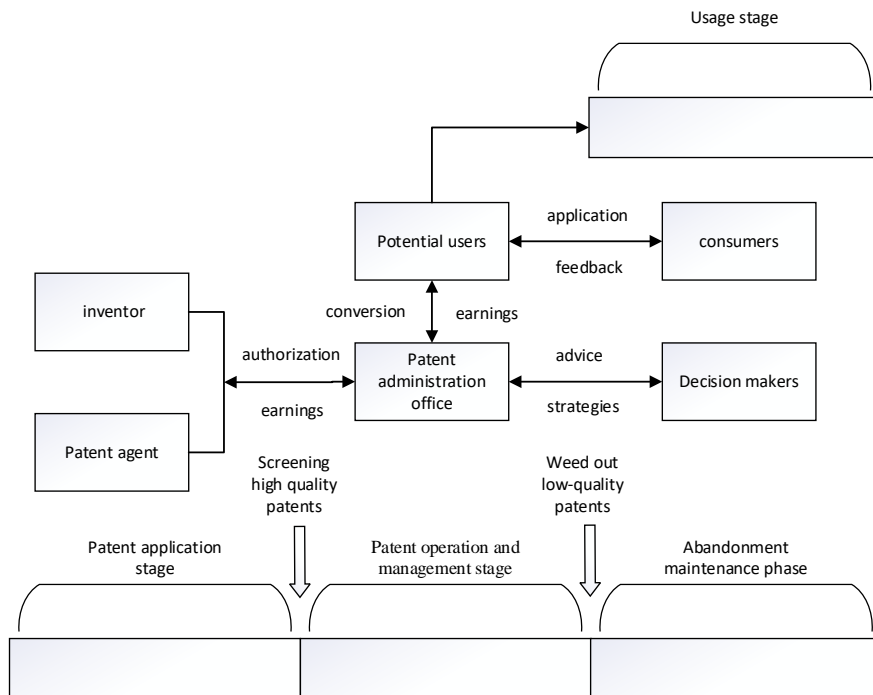 Usage stage
Potential users
application
feedback
consumers
inventor
conversion
earnings
authorization
earnings
Patent
administration
office
advice
strategies
Decision makers
Patent agent
Screening
high quality
patents
Weed out
low-quality
patents
Patent application
stage
Patent operation and
management stage
Abandonment
maintenance phase